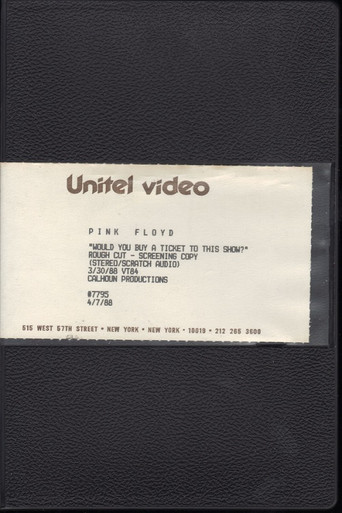 Unitel video
PINK FLOYD
"WOULD YOU BUY A TICKET TO THIS SHOW?"
ROUGH CUT - SCREENING COPY
(STEREO/SCRATCH AUDIO)
3/30/88 VT84
CALHOUN PRODUCTIONS
#7795
4/7/88
515 WEST 57TH STREET • NEW YORK • NEW YORK • 10019 • 212 265 3600